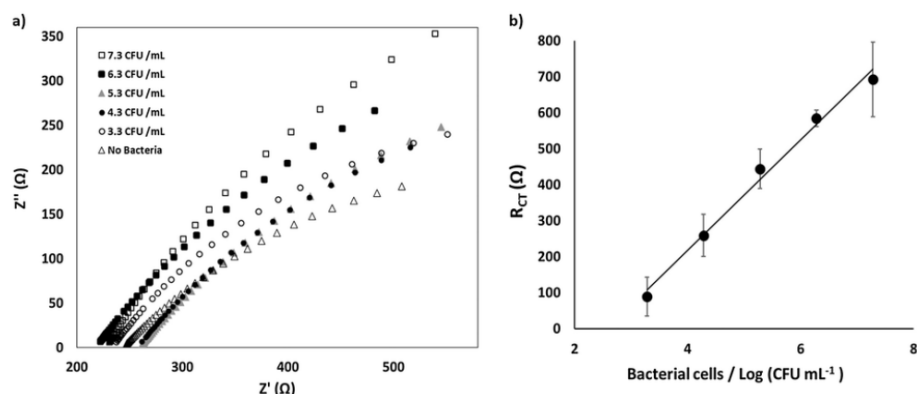 a)
350
300
250
200
150
100
50
0
Z'' (Ω)
7.3 CFU /mL
6.3 CFU /mL
5.3 CFU /mL
4.3 CFU /mL
3.3 CFU /mL
No Bacteria
200 300 400 500
Z' (Ω)
b)
800
700
600
500
400
300
200
100
0
R_CT (Ω)
2 4 6 8
Bacterial cells / Log (CFU mL⁻¹ )